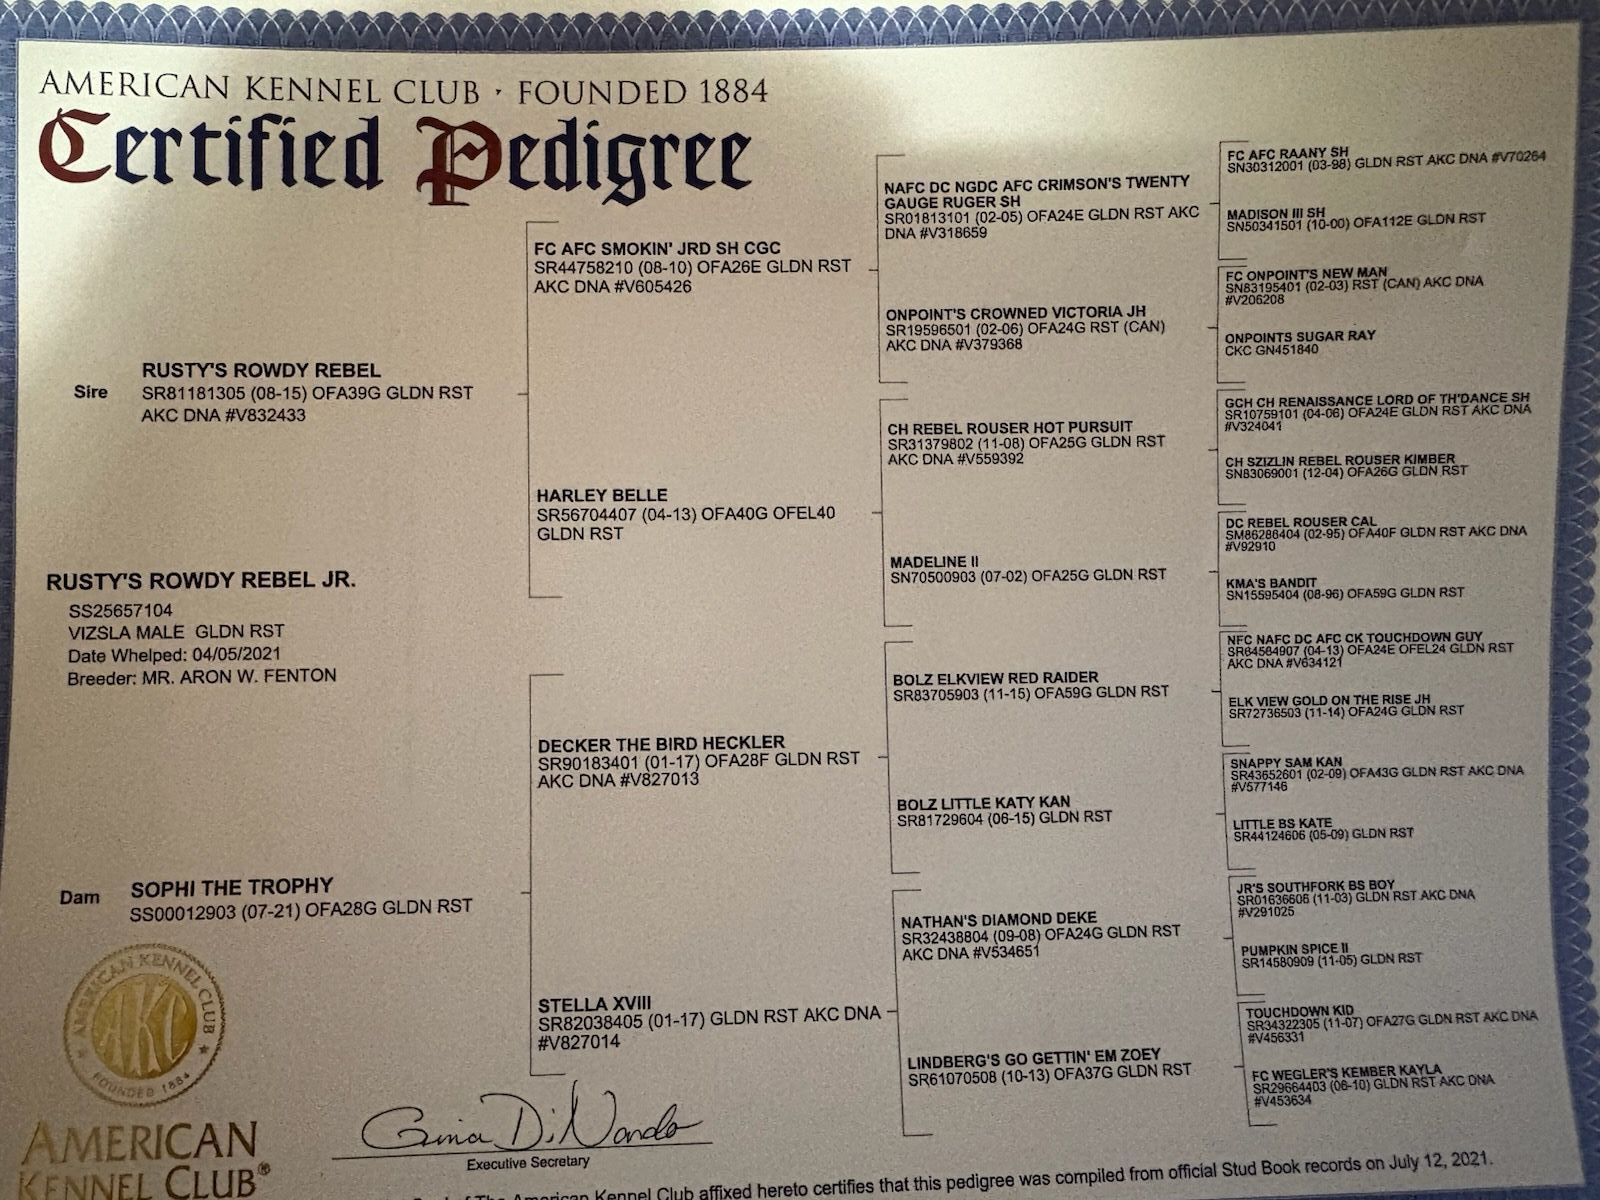 AMERICAN KENNEL CLUB · FOUNDED 1884
Certified Pedigree
Sire
RUSTY'S ROWDY REBEL
SR81181305 (08-15) OFA39G GLDN RST
AKC DNA #V832433
RUSTY'S ROWDY REBEL JR.
SS25657104
VIZSLA MALE GLDN RST
Date Whelped: 04/05/2021
Breeder: MR. ARON W. FENTON
Dam
SOPHI THE TROPHY
SS00012903 (07-21) OFA28G GLDN RST
FC AFC SMOKIN' JRD SH CGC
SR44758210 (08-10) OFA26E GLDN RST
AKC DNA #V605426
HARLEY BELLE
SR56704407 (04-13) OFA40G OFEL40
GLDN RST
DECKER THE BIRD HECKLER
SR90183401 (01-17) OFA28F GLDN RST
AKC DNA #V827013
STELLA XVIII
SR82038405 (01-17) GLDN RST AKC DNA
#V827014
NAFC DC NGDC AFC CRIMSON'S TWENTY
GAUGE RUGER SH
SR01813101 (02-05) OFA24E GLDN RST AKC
DNA #V318659
ONPOINT'S CROWNED VICTORIA JH
SR19596501 (02-06) OFA24G RST (CAN)
AKC DNA #V379368
CH REBEL ROUSER HOT PURSUIT
SR31379802 (11-08) OFA25G GLDN RST
AKC DNA #V559392
MADELINE II
SN70500903 (07-02) OFA25G GLDN RST
BOLZ ELKVIEW RED RAIDER
SR83705903 (11-15) OFA59G GLDN RST
BOLZ LITTLE KATY KAN
SR81729604 (06-15) GLDN RST
NATHAN'S DIAMOND DEKE
SR32438804 (09-08) OFA24G GLDN RST
AKC DNA #V534651
LINDBERG'S GO GETTIN' EM ZOEY
SR61070508 (10-13) OFA37G GLDN RST
FC AFC RAANY SH
SN30312001 (03-98) GLDN RST AKC DNA #V70264
MADISON III SH
SN50341501 (10-00) OFA112E GLDN RST
FC ONPOINT'S NEW MAN
SN83195401 (02-03) RST (CAN) AKC DNA
#V206208
ONPOINTS SUGAR RAY
CKC GN451840
GCH CH RENAISSANCE LORD OF TH'DANCE SH
SR10759101 (04-06) OFA24E GLDN RST AKC DNA
#V324041
CH SZIZLIN REBEL ROUSER KIMBER
SN83069001 (12-04) OFA26G GLDN RST
DC REBEL ROUSER CAL
SM86286404 (02-95) OFA40F GLDN RST AKC DNA
#V92910
KMA'S BANDIT
SN15595404 (08-96) OFA59G GLDN RST
NFC NAFC DC AFC CK TOUCHDOWN GUY
SR64564907 (04-13) OFA24E OFEL24 GLDN RST
AKC DNA #V634121
ELK VIEW GOLD ON THE RISE JH
SR72736503 (11-14) OFA24G GLDN RST
SNAPPY SAM KAN
SR43652601 (02-09) OFA43G GLDN RST AKC DNA
#V577146
LITTLE BS KATE
SR44124606 (05-09) GLDN RST
JR'S SOUTHFORK BS BOY
SR01636606 (11-03) GLDN RST AKC DNA
#V291025
PUMPKIN SPICE II
SR14580909 (11-05) GLDN RST
TOUCHDOWN KID
SR34322305 (11-07) OFA27G GLDN RST AKC DNA
#V456331
FC WEGLER'S KEMBER KAYLA
SR29664403 (06-10) GLDN RST AKC DNA
#V453634
AMERICAN KENNEL CLUB
AKC
FOUNDED 1884
AMERICAN
KENNEL CLUB®
Gina DiNardo
Executive Secretary
of The American Kennel Club affixed hereto certifies that this pedigree was compiled from official Stud Book records on July 12, 2021.